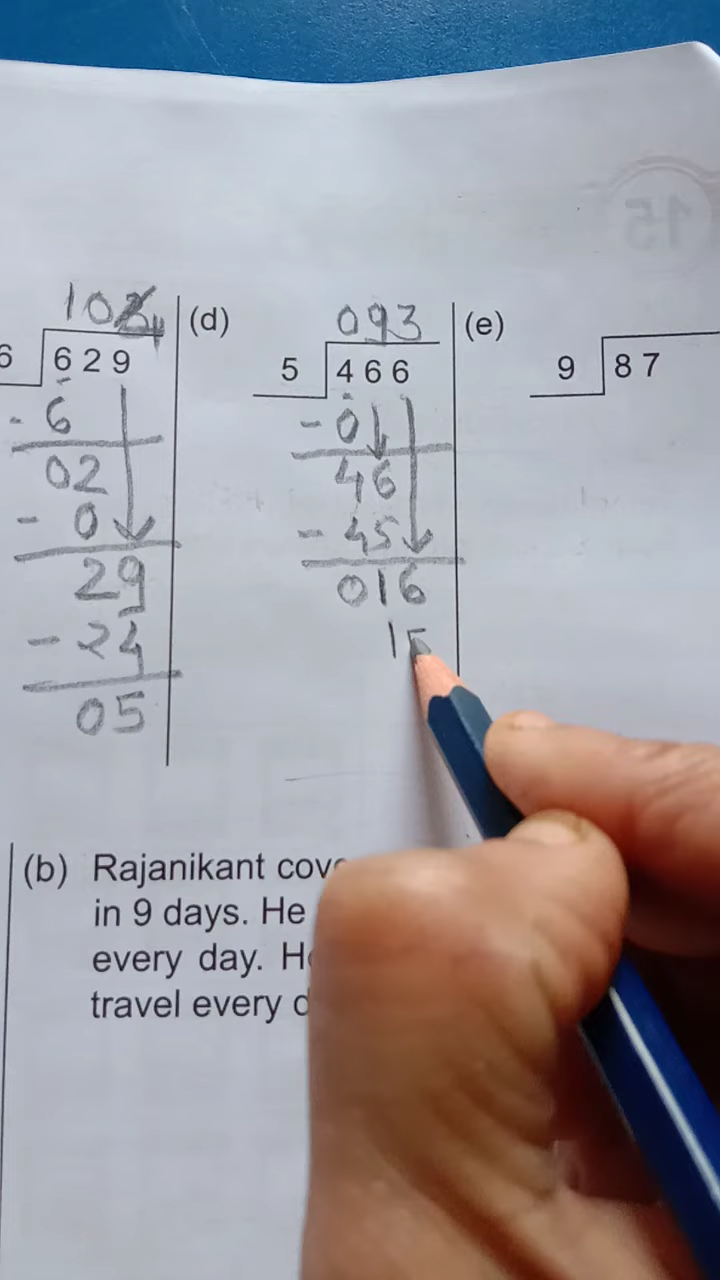 15
104
6 629
- 6
02
- 0
29
- 24
05
(d)
093
5 466
- 0
46
- 45
016
15
(e)
9 87
(b) Rajanikant
in 9 days. He
every day.
travel every